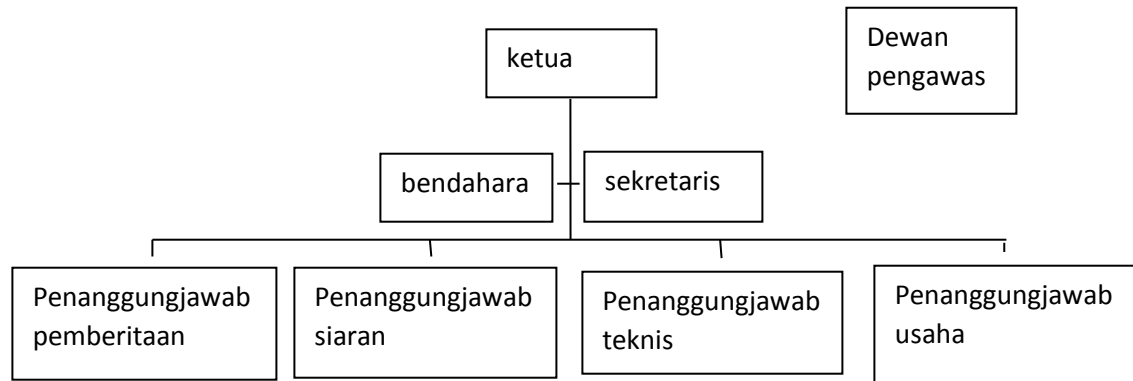 ketua
Dewan
pengawas
bendahara
sekretaris
Penanggungjawab
pemberitaan
Penanggungjawab
siaran
Penanggungjawab
teknis
Penanggungjawab
usaha